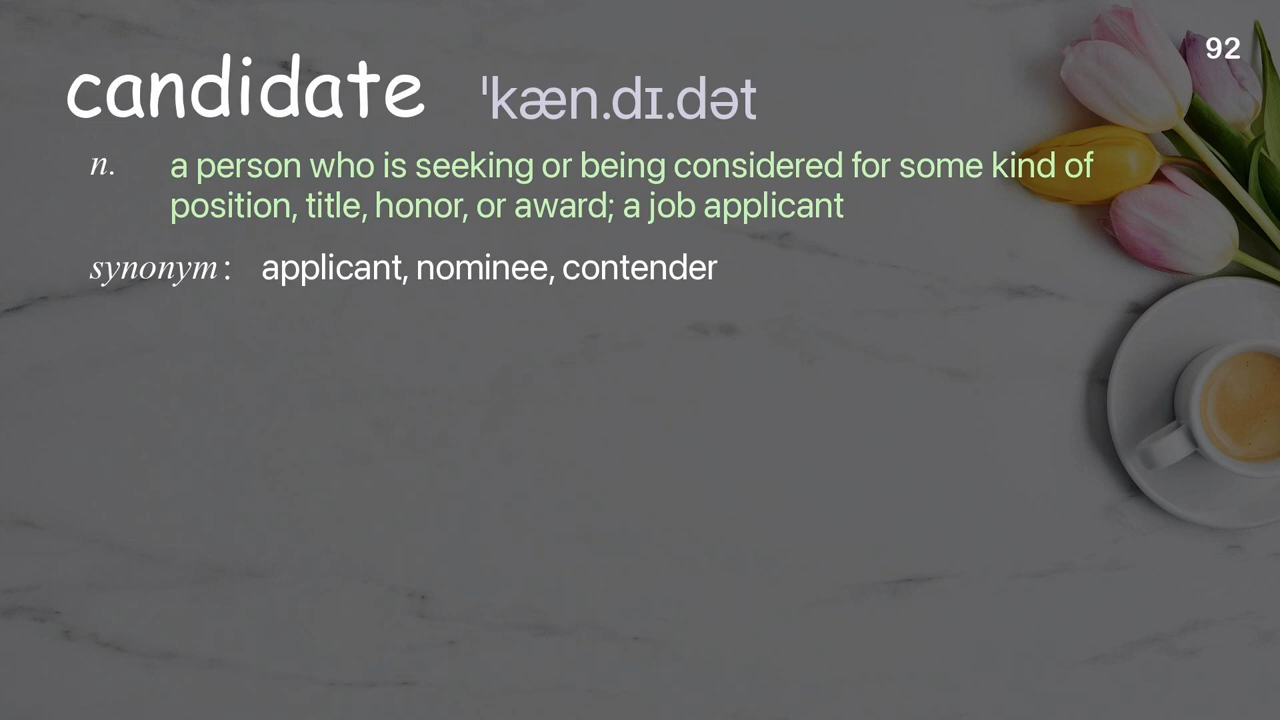 92
candidate ˈkæn.dɪ.dət
n. a person who is seeking or being considered for some kind of
position, title, honor, or award; a job applicant
synonym: applicant, nominee, contender